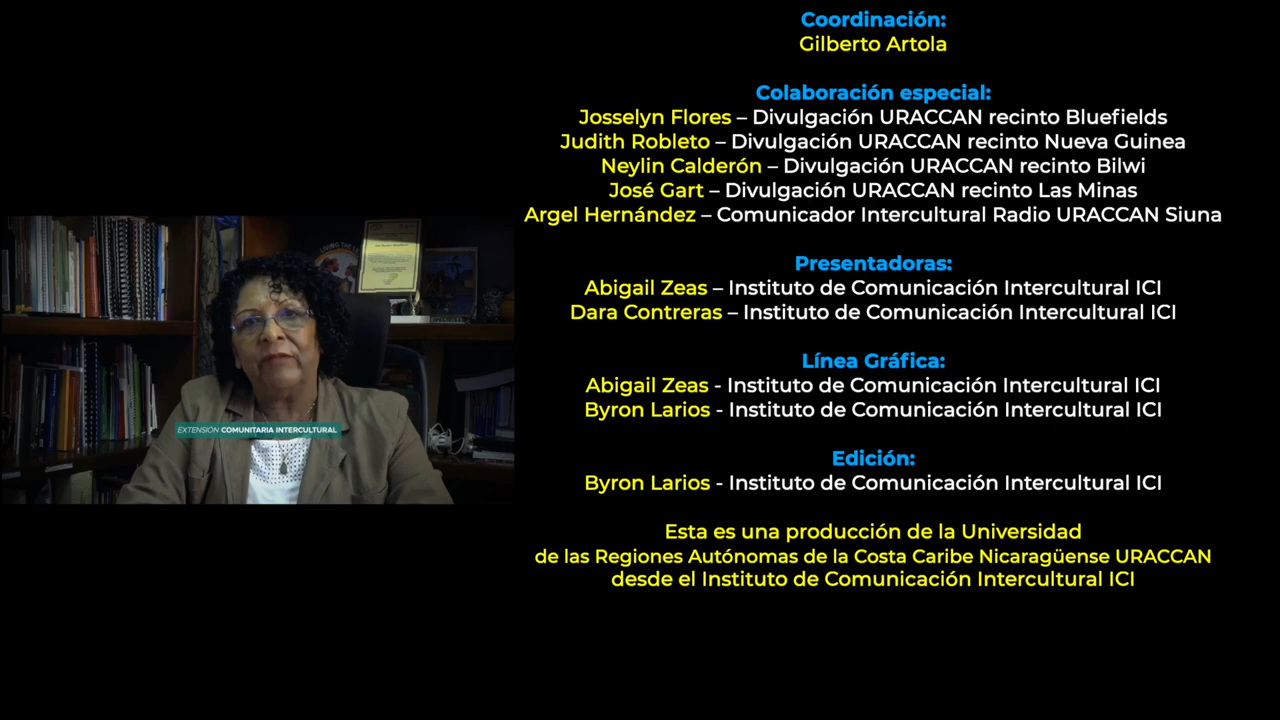 Coordinación:
Gilberto Artola
Colaboración especial:
Josselyn Flores – Divulgación URACCAN recinto Bluefields
Judith Robleto – Divulgación URACCAN recinto Nueva Guinea
Neylin Calderón – Divulgación URACCAN recinto Bilwi
José Gart – Divulgación URACCAN recinto Las Minas
Argel Hernández – Comunicador Intercultural Radio URACCAN Siuna
Presentadoras:
Abigail Zeas – Instituto de Comunicación Intercultural ICI
Dara Contreras – Instituto de Comunicación Intercultural ICI
Línea Gráfica:
Abigail Zeas - Instituto de Comunicación Intercultural ICI
Byron Larios - Instituto de Comunicación Intercultural ICI
Edición:
Byron Larios - Instituto de Comunicación Intercultural ICI
Esta es una producción de la Universidad
de las Regiones Autónomas de la Costa Caribe Nicaragüense URACCAN
desde el Instituto de Comunicación Intercultural ICI
EXTENSIÓN COMUNITARIA INTERCULTURAL